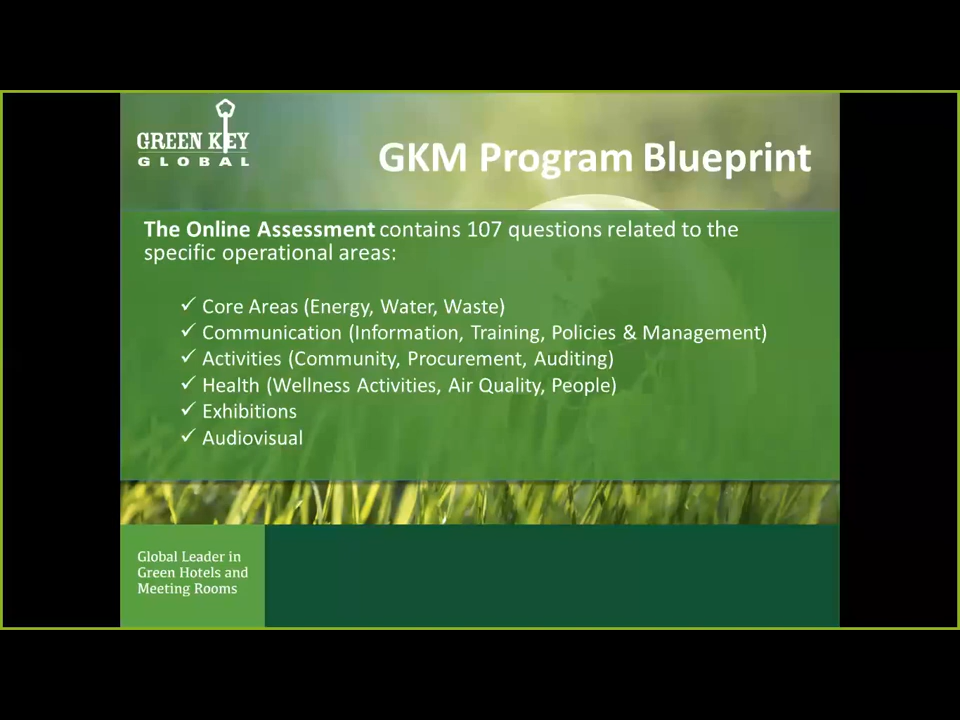 GREEN KEY
GLOBAL
GKM Program Blueprint
The Online Assessment contains 107 questions related to the
specific operational areas:
✓ Core Areas (Energy, Water, Waste)
✓ Communication (Information, Training, Policies & Management)
✓ Activities (Community, Procurement, Auditing)
✓ Health (Wellness Activities, Air Quality, People)
✓ Exhibitions
✓ Audiovisual
Global Leader in
Green Hotels and
Meeting Rooms